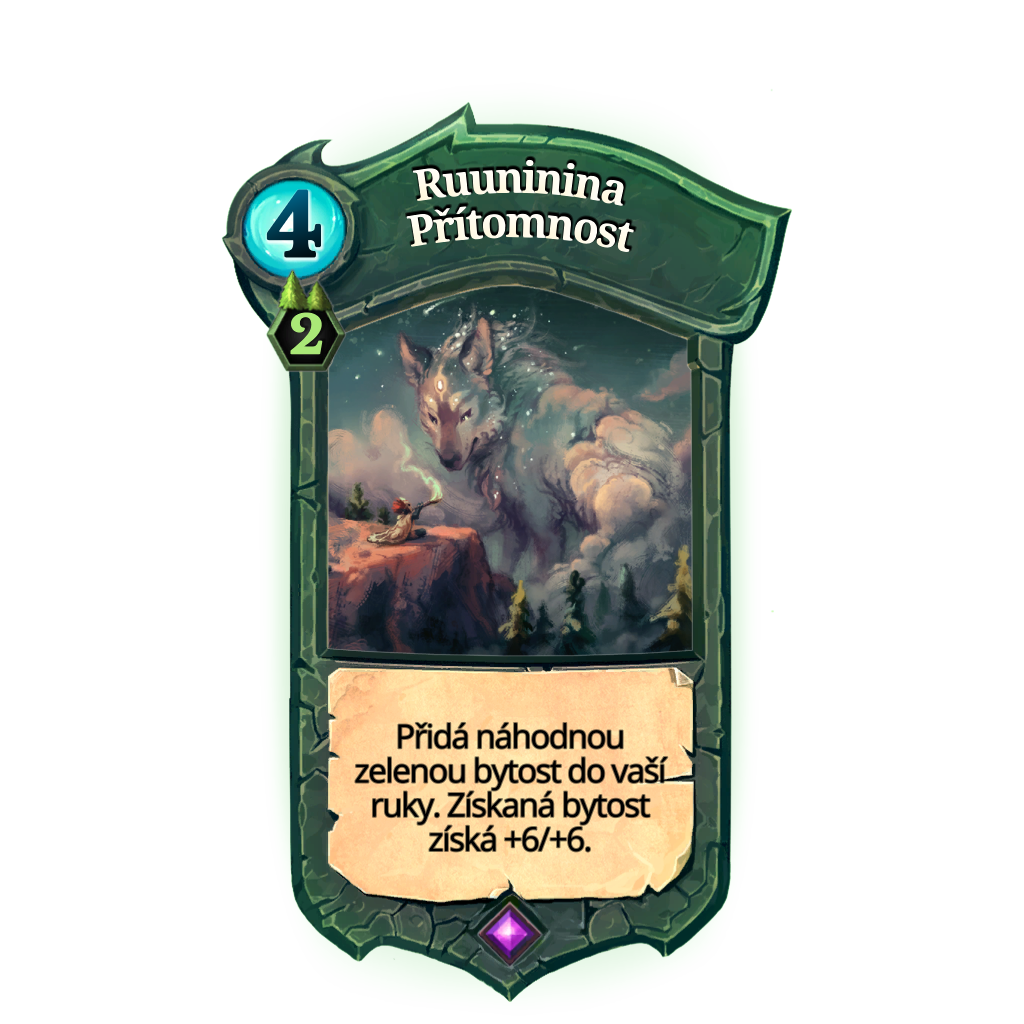 Ruuninina
Přítomnost
4
2
Přidá náhodnou
zelenou bytost do vaší
ruky. Získaná bytost
získá +6/+6.